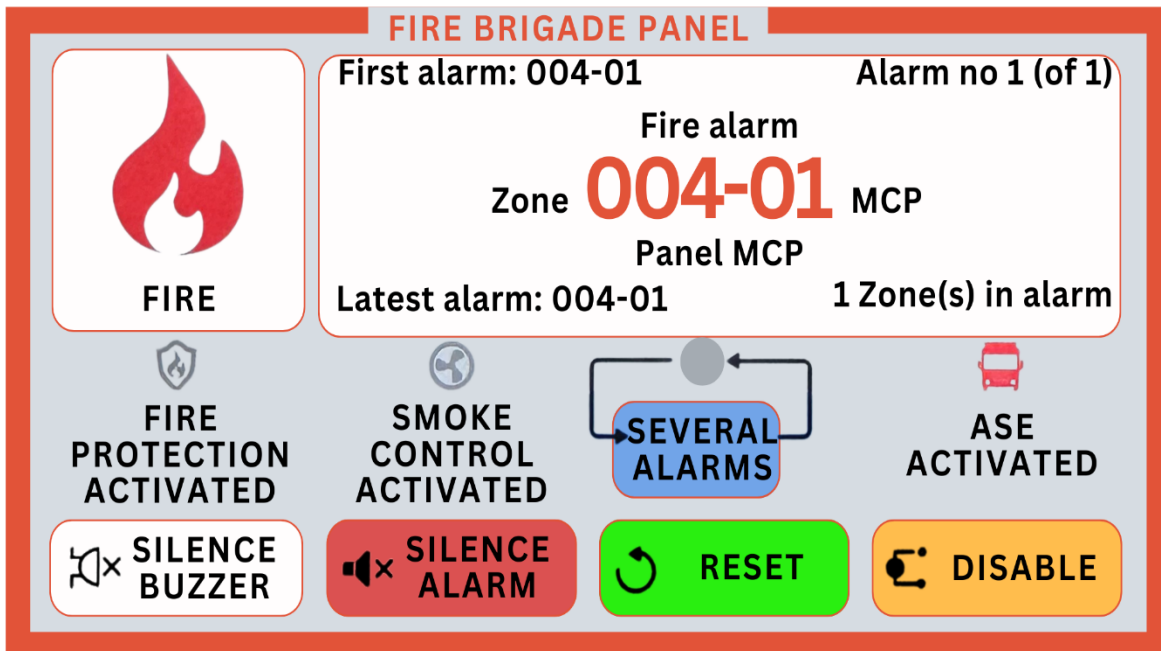 FIRE BRIGADE PANEL
First alarm: 004-01
Alarm no 1 (of 1)
Fire alarm
Zone 004-01 MCP
Panel MCP
Latest alarm: 004-01
1 Zone(s) in alarm
FIRE
FIRE
PROTECTION
ACTIVATED
SMOKE
CONTROL
ACTIVATED
SEVERAL
ALARMS
ASE
ACTIVATED
SILENCE
BUZZER
SILENCE
ALARM
RESET
DISABLE